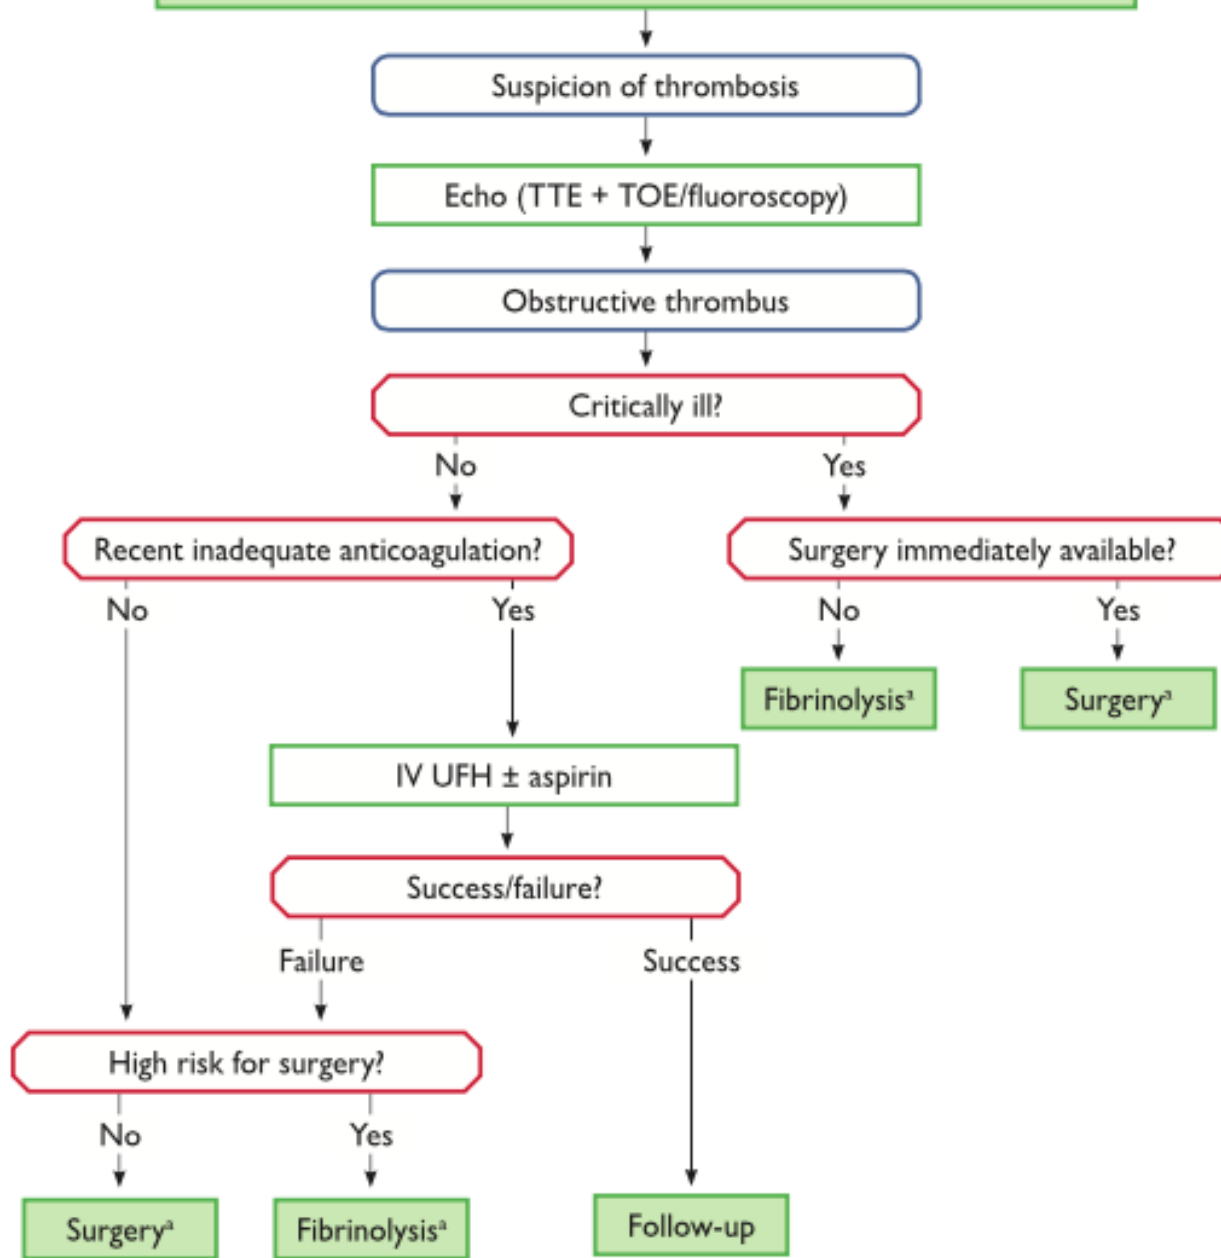 Suspicion of thrombosis
Echo (TTE + TOE/fluoroscopy)
Obstructive thrombus
Critically ill?
No
Yes
Recent inadequate anticoagulation?
Surgery immediately available?
No
Yes
No
Yes
Fibrinolysisª
Surgeryª
IV UFH ± aspirin
Success/failure?
Failure
Success
High risk for surgery?
No
Yes
Surgeryª
Fibrinolysisª
Follow-up